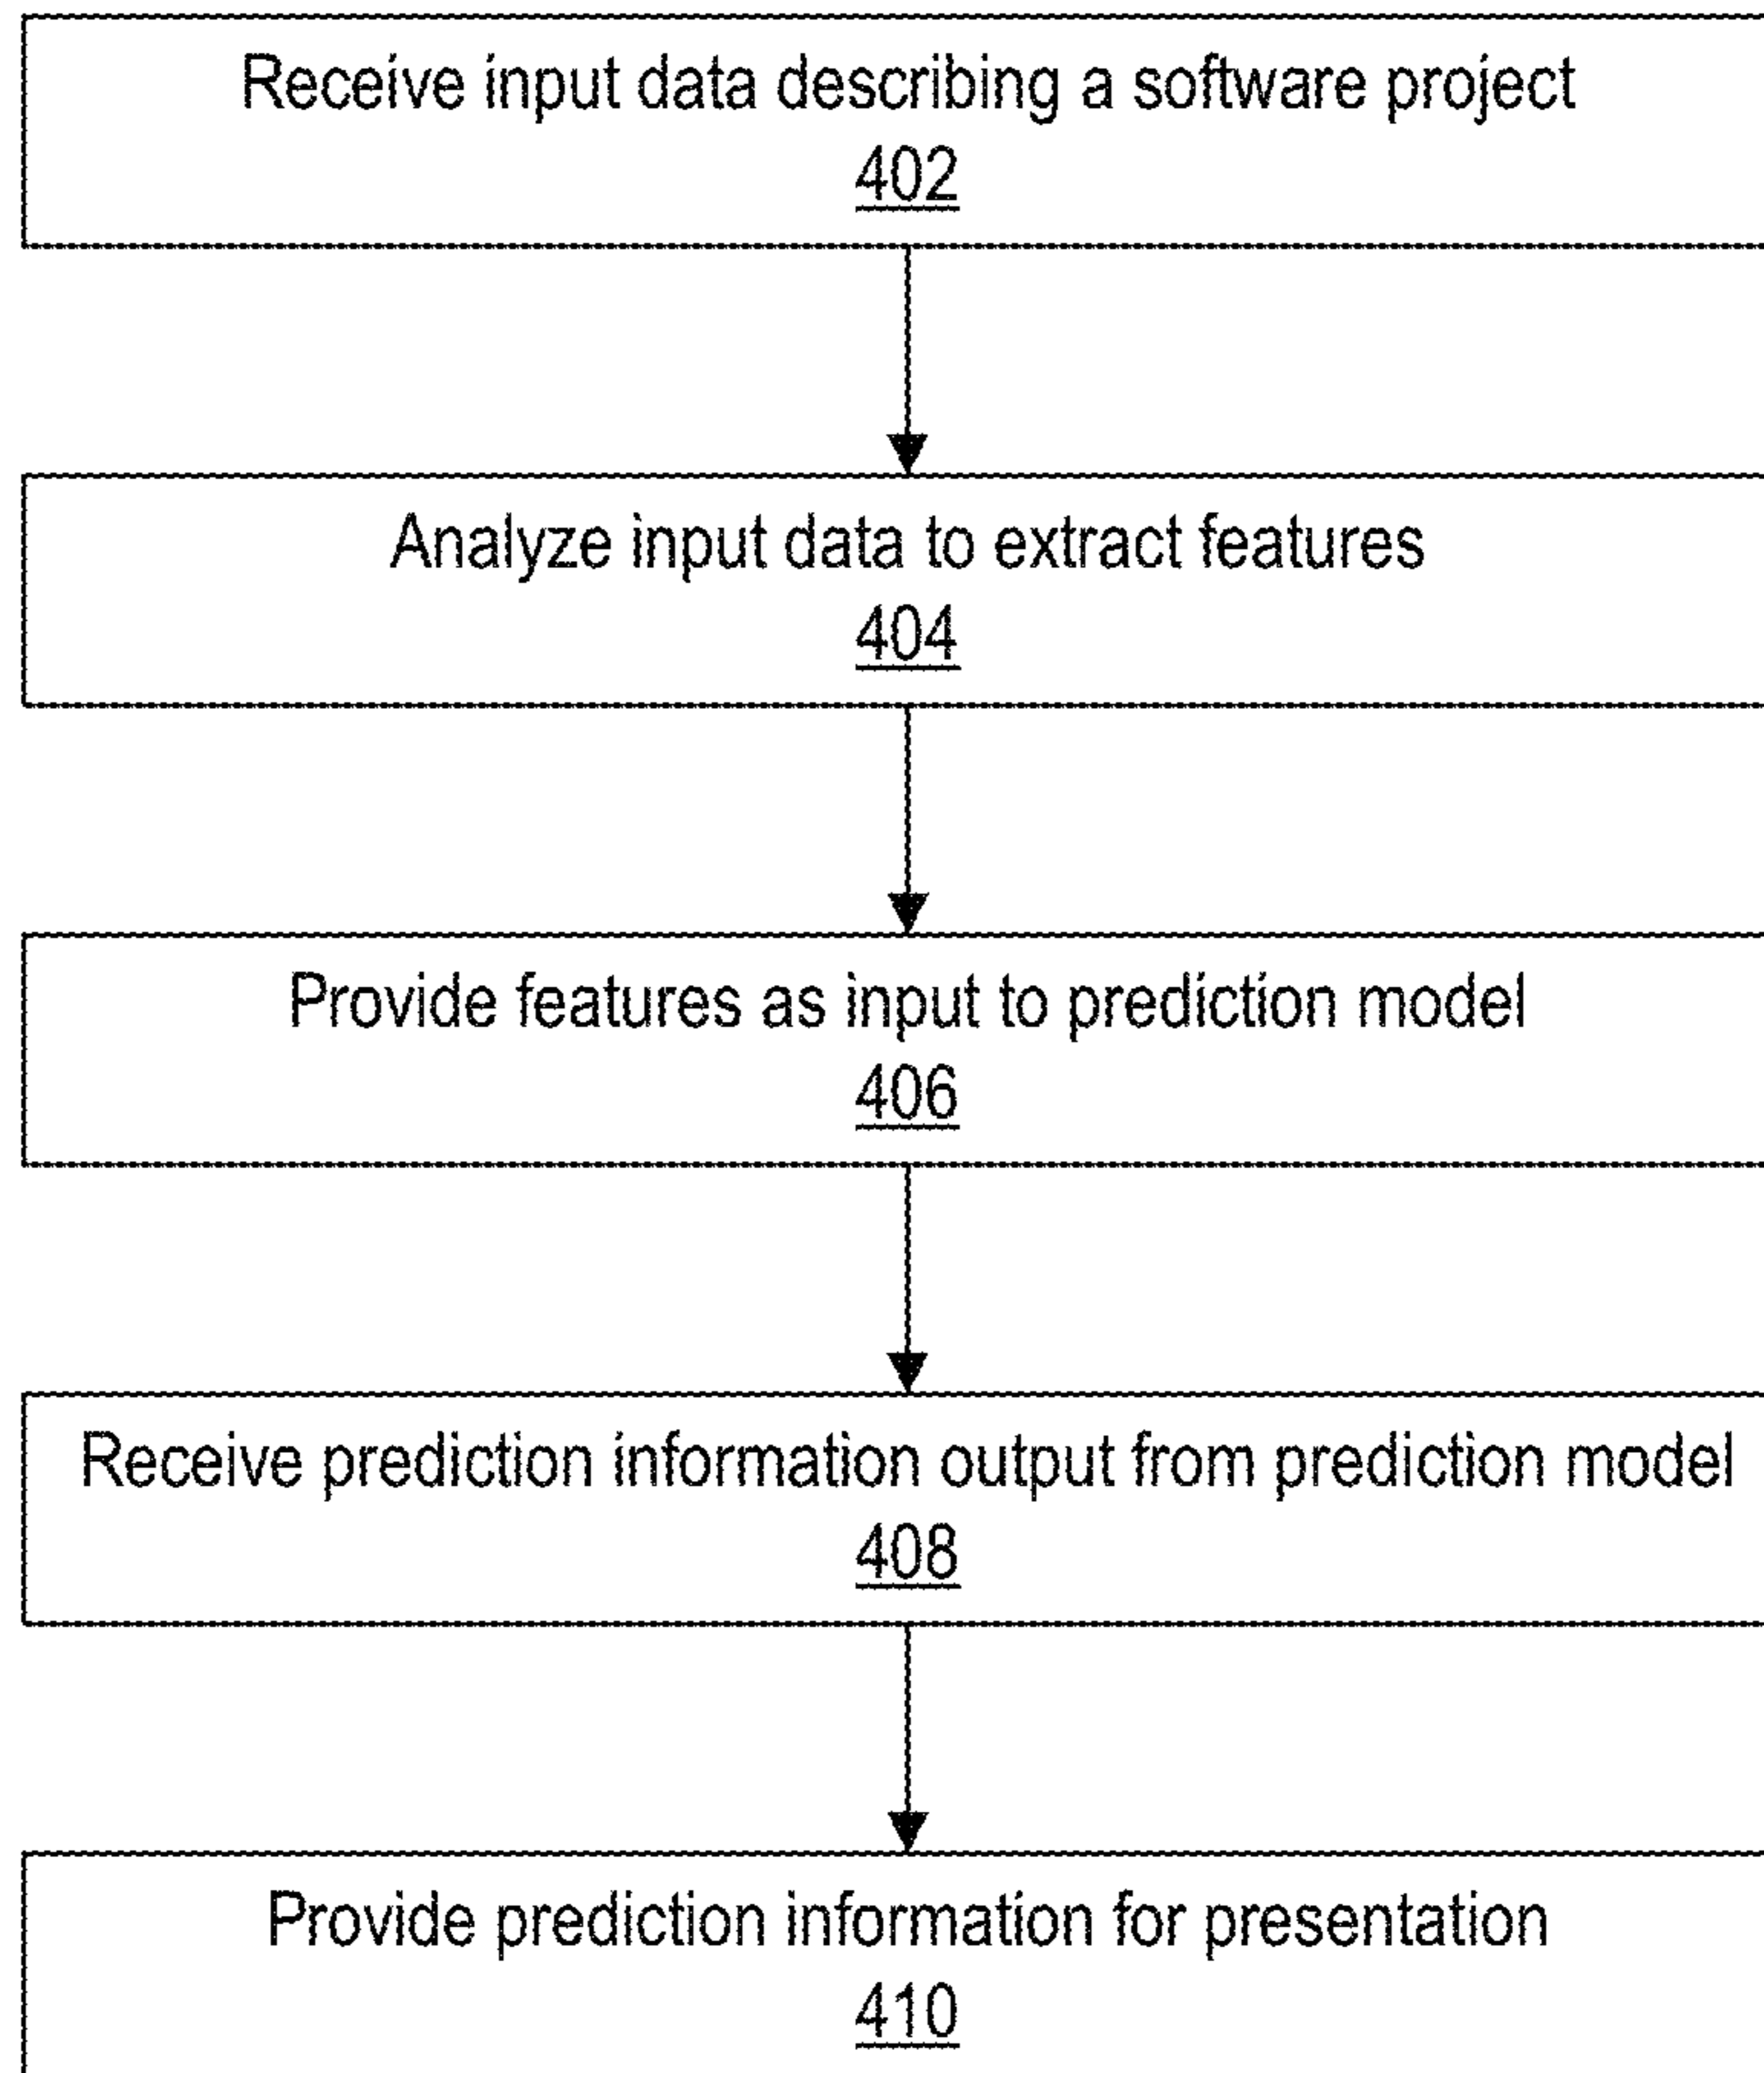 Receive input data describing a software project
402
Analyze input data to extract features
404
Provide features as input to prediction model
406
Receive prediction information output from prediction model
408
Provide prediction information for presentation
410